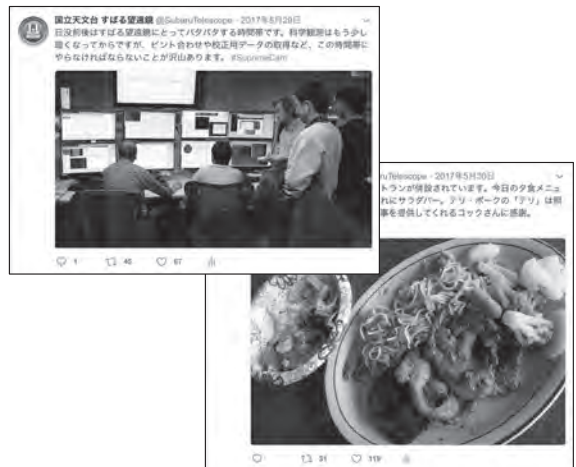 国立天文台 すばる望遠鏡 @SubaruTelescope・2017年5月29日
日没前後はすばる望遠鏡にとってバタバタする時間帯です。科学観測はもう少し
暗くなってからですが、ピント合わせや校正用データの取得など、この時間帯に
やらなければならないことが沢山あります。 #SuprimeCam
1 45 67
ruTelescope・2017年5月30日
トランが併設されています。今日の夕食メニュ
れにサラダバー。テリ・ポークの「テリ」は照
事を提供してくれるコックさんに感謝。
31 119